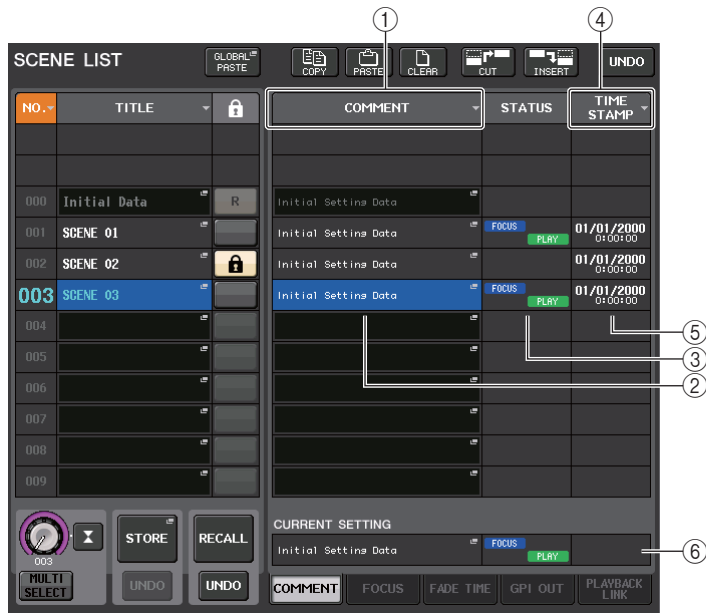 ① ④
SCENE LIST GLOBAL PASTE COPY PASTE CLEAR CUT INSERT UNDO
NO. TITLE COMMENT STATUS TIME STAMP
000 Initial Data R Initial Setting Data
001 SCENE 01 Initial Setting Data FOCUS PLAY 01/01/2000 0:00:00
002 SCENE 02 Initial Setting Data 01/01/2000 0:00:00
003 SCENE 03 Initial Setting Data FOCUS PLAY 01/01/2000 0:00:00
004
⑤
005
③
006
②
007
008
009
CURRENT SETTING
STORE RECALL
Initial Setting Data FOCUS PLAY
⑥
003
MULTI SELECT UNDO UNDO
COMMENT FOCUS FADE TIME GPI OUT PLAYBACK LINK